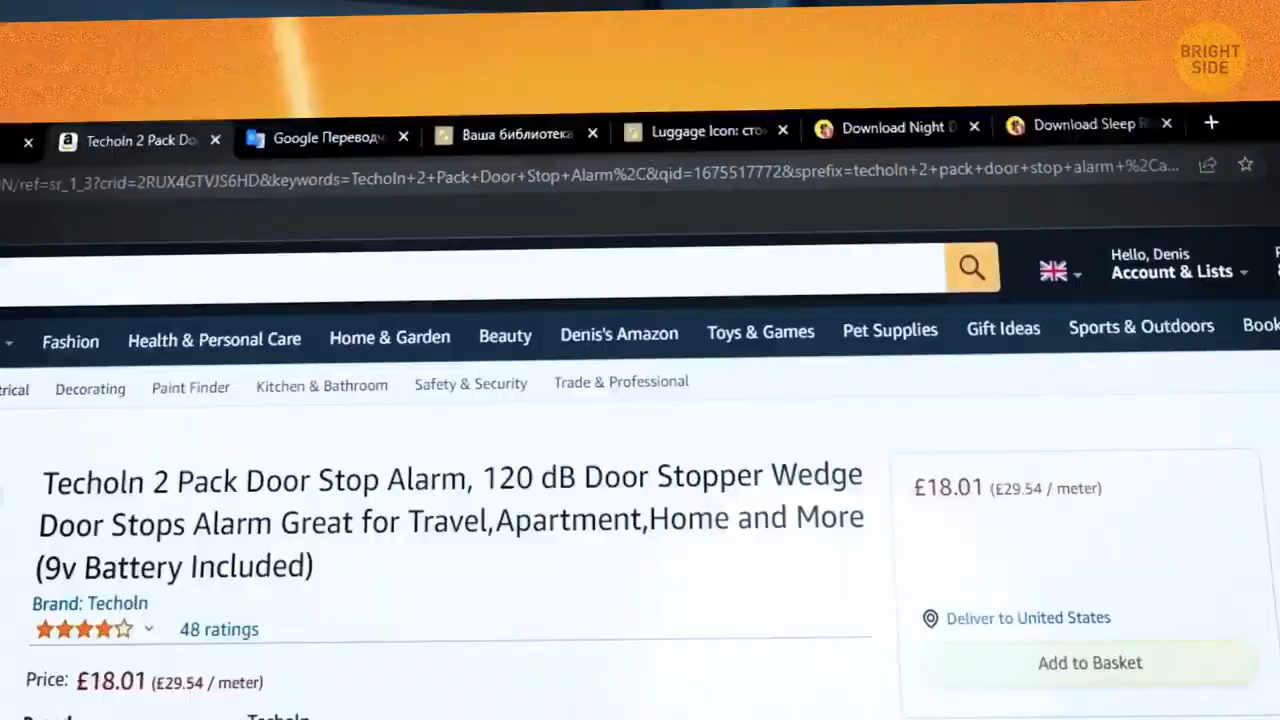 BRIGHT
SIDE
Techoln 2 Pack Do
Google Переводч
Ваша библиотека
Luggage Icon: сто
Download Night D
Download Sleep
N/ref=sr_1_3?crid=2RUX4GTVJS6HD&keywords=Techoln+2+Pack+Door+Stop+Alarm%2C&qid=1675517772&sprefix=techoln+2+pack+door+stop+alarm+%2Ca...
Hello, Denis
Account & Lists
Fashion Health & Personal Care Home & Garden Beauty Denis's Amazon Toys & Games Pet Supplies Gift Ideas Sports & Outdoors Book
trical Decorating Paint Finder Kitchen & Bathroom Safety & Security Trade & Professional
Techoln 2 Pack Door Stop Alarm, 120 dB Door Stopper Wedge
Door Stops Alarm Great for Travel,Apartment,Home and More
(9v Battery Included)
Brand: Techoln
48 ratings
Price: £18.01 (£29.54 / meter)
£18.01 (£29.54 / meter)
Deliver to United States
Add to Basket